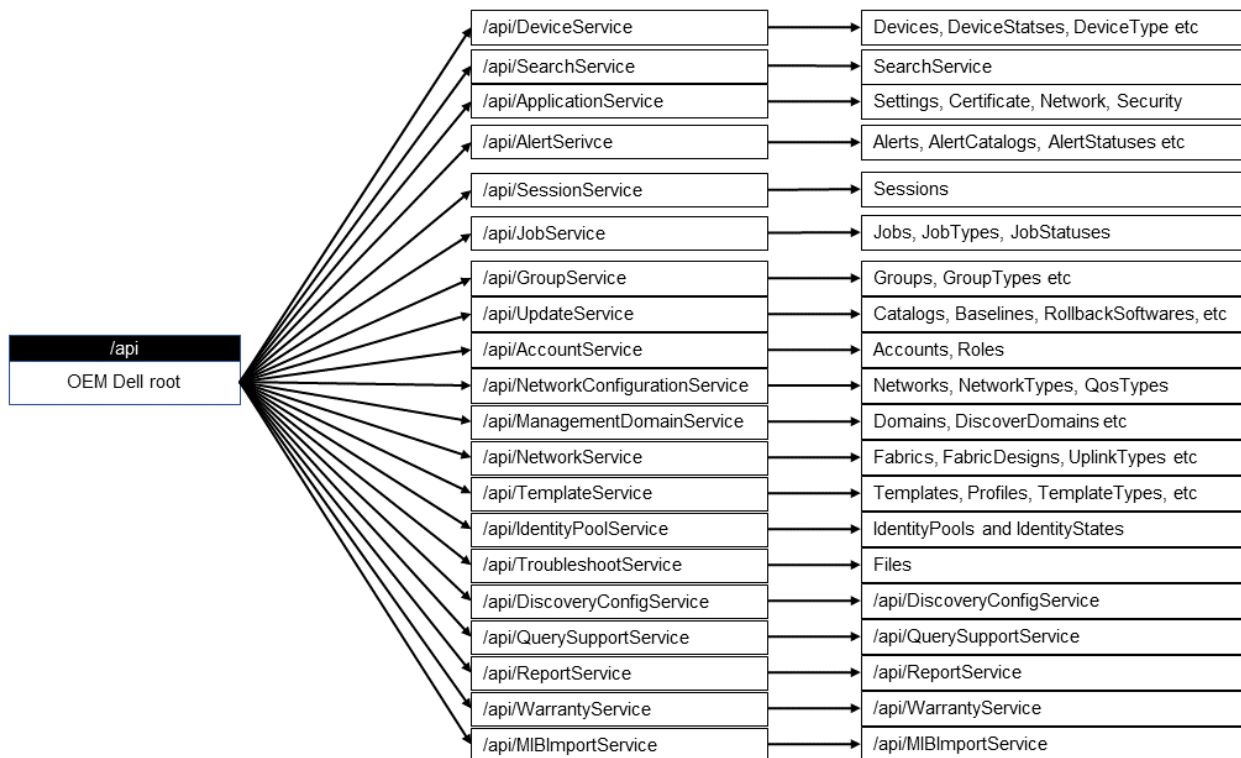 /api/DeviceService
Devices, DeviceStatses, DeviceType etc
/api/SearchService
SearchService
/api/ApplicationService
Settings, Certificate, Network, Security
/api/AlertSerivce
Alerts, AlertCatalogs, AlertStatuses etc
/api/SessionService
Sessions
/api/JobService
Jobs, JobTypes, JobStatuses
/api/GroupService
Groups, GroupTypes etc
/api/UpdateService
Catalogs, Baselines, RollbackSoftwares, etc
/api
OEM Dell root
/api/AccountService
Accounts, Roles
/api/NetworkConfigurationService
Networks, NetworkTypes, QosTypes
/api/ManagementDomainService
Domains, DiscoverDomains etc
/api/NetworkService
Fabrics, FabricDesigns, UplinkTypes etc
/api/TemplateService
Templates, Profiles, TemplateTypes, etc
/api/IdentityPoolService
IdentityPools and IdentityStates
/api/TroubleshootService
Files
/api/DiscoveryConfigService
/api/DiscoveryConfigService
/api/QuerySupportService
/api/QuerySupportService
/api/ReportService
/api/ReportService
/api/WarrantyService
/api/WarrantyService
/api/MIBImportService
/api/MIBImportService